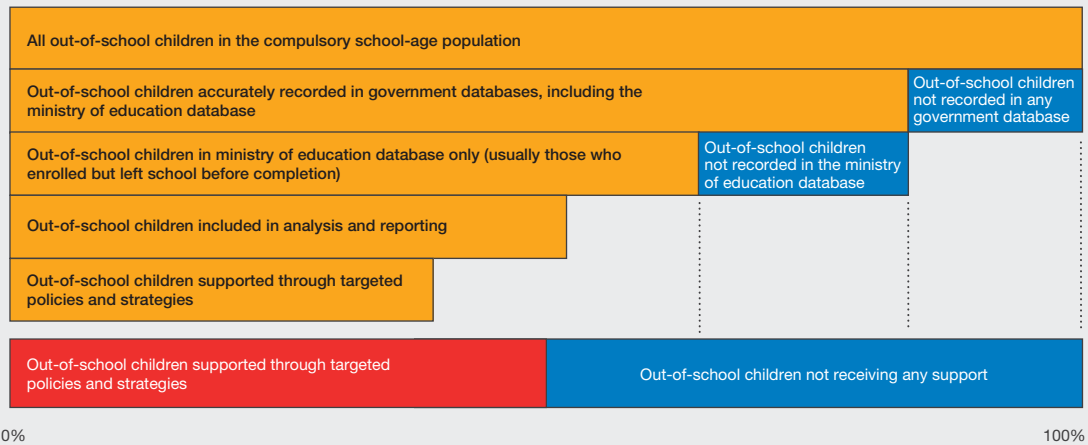 All out-of-school children in the compulsory school-age population
Out-of-school children accurately recorded in government databases, including the
ministry of education database
Out-of-school children
not recorded in any
government database
Out-of-school children in ministry of education database only (usually those who
enrolled but left school before completion)
Out-of-school children
not recorded in the ministry
of education database
Out-of-school children included in analysis and reporting
Out-of-school children supported through targeted
policies and strategies
Out-of-school children supported through targeted
policies and strategies
Out-of-school children not receiving any support
0%
100%